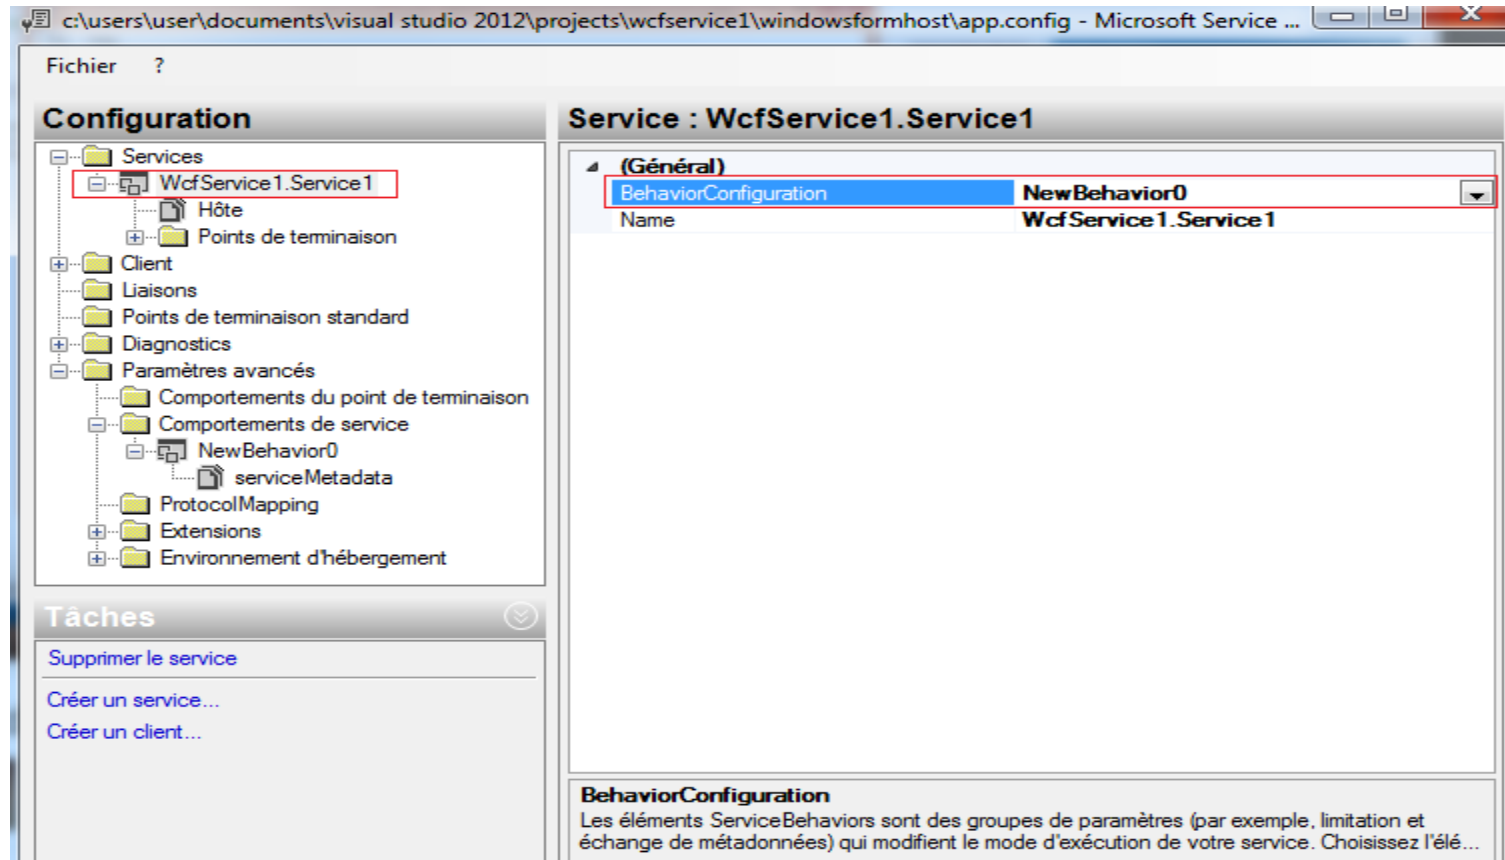 c:\users\user\documents\visual studio 2012\projects\wcfservice1\windowsformhost\app.config - Microsoft Service ...
Fichier ?
Configuration
Services
WcfService1.Service1
Hôte
Points de terminaison
Client
Liaisons
Points de terminaison standard
Diagnostics
Paramètres avancés
Comportements du point de terminaison
Comportements de service
NewBehavior0
serviceMetadata
ProtocolMapping
Extensions
Environnement d'hébergement
Tâches
Supprimer le service
Créer un service...
Créer un client...
Service : WcfService1.Service1
(Général)
BehaviorConfiguration NewBehavior0
Name WcfService1.Service1
BehaviorConfiguration
Les éléments ServiceBehaviors sont des groupes de paramètres (par exemple, limitation et
échange de métadonnées) qui modifient le mode d'exécution de votre service. Choisissez l'élé...